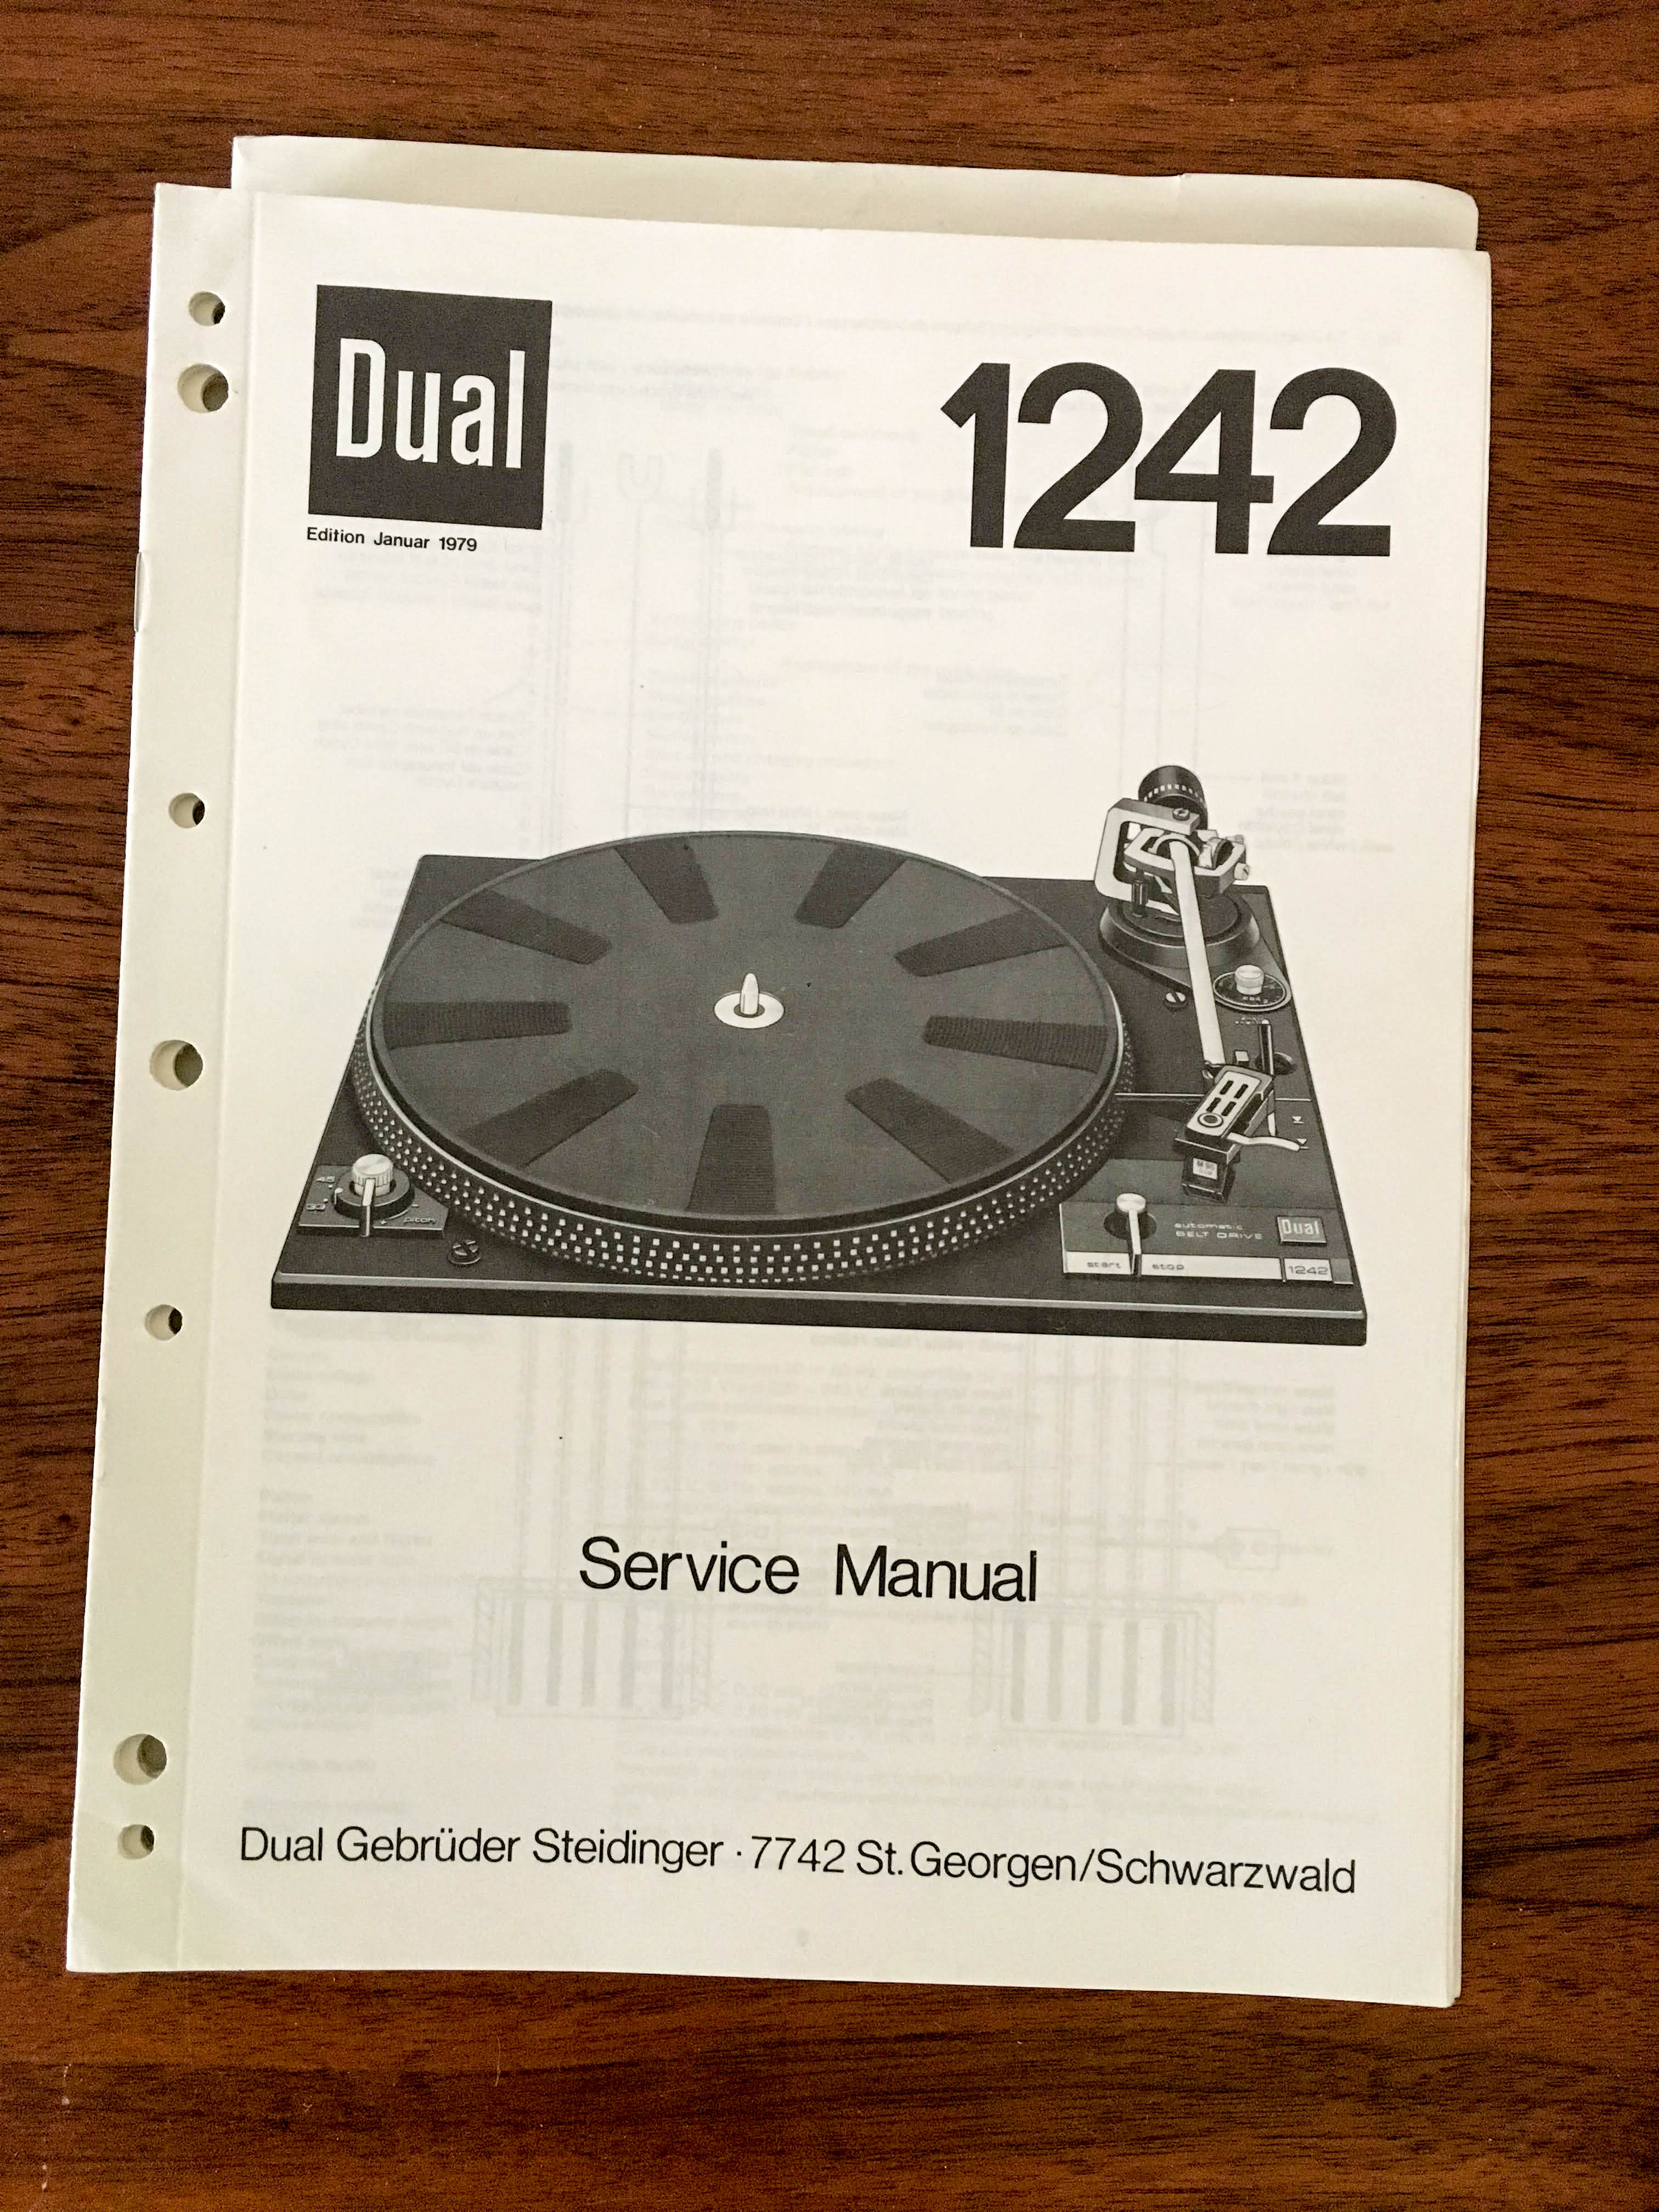 Dual
1242
Edition Januar 1979
45
33
pitch
automatic
BELT DRIVE
Dual
start stop
1242
Service Manual
Dual Gebrüder Steidinger · 7742 St. Georgen/Schwarzwald